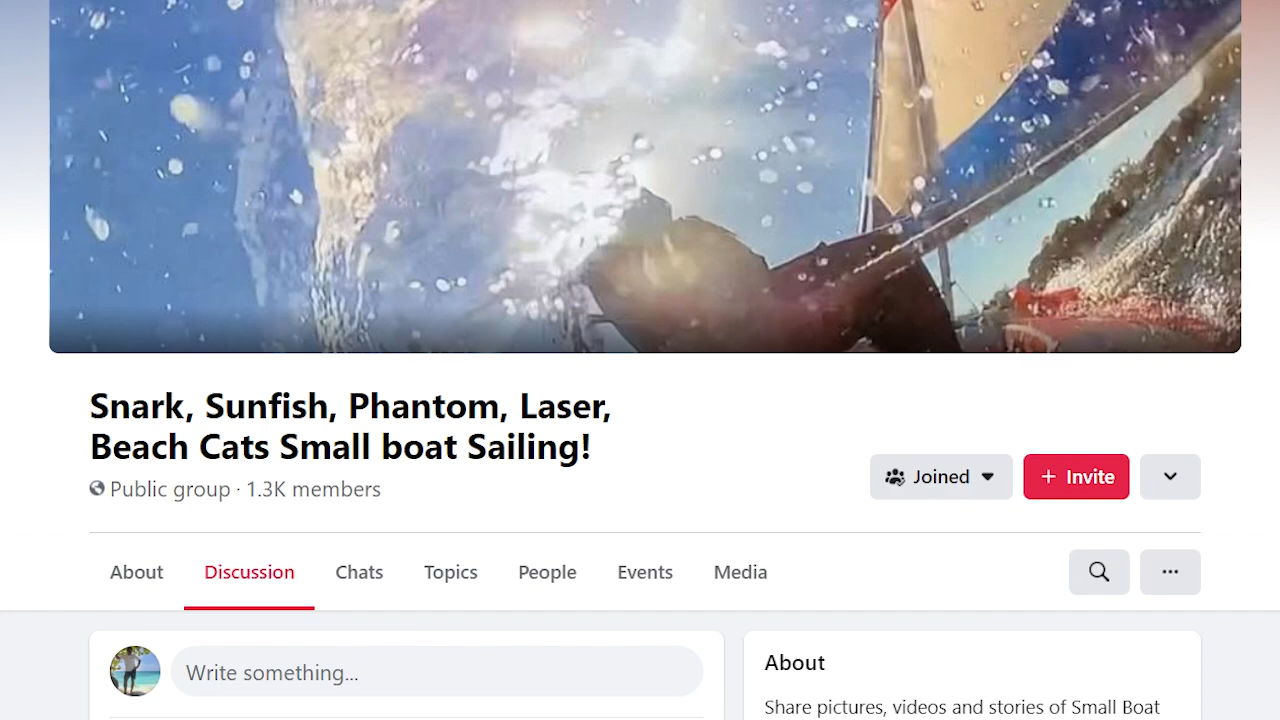 Snark, Sunfish, Phantom, Laser,
Beach Cats Small boat Sailing!
Public group · 1.3K members
Joined
+ Invite
About
Discussion
Chats
Topics
People
Events
Media
Write something...
About
Share pictures, videos and stories of Small Boat